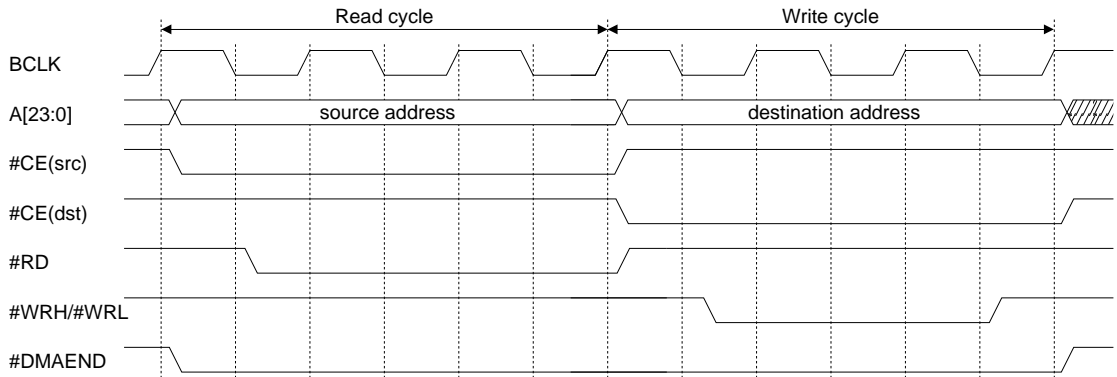 Read cycle Write cycle
BCLK
A[23:0] source address destination address
#CE(src)
#CE(dst)
#RD
#WRH/#WRL
#DMAEND